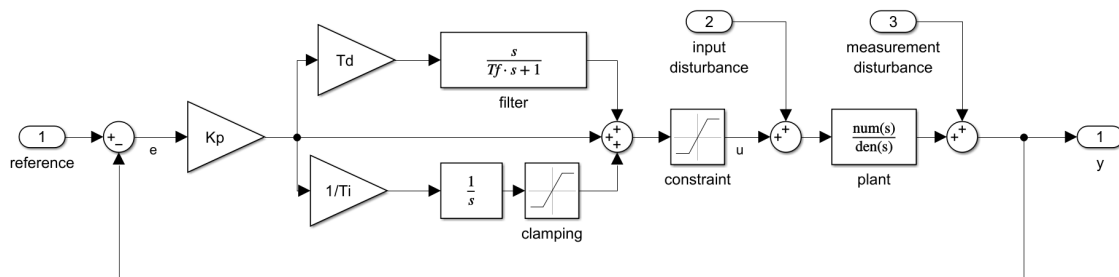 2
input
disturbance
3
measurement
disturbance
Td
s
Tf · s + 1
filter
1
reference
+
−
e
Kp
+
+
+
constraint
u
+
+
num(s)
den(s)
plant
+
+
1
y
1/Ti
1
s
clamping